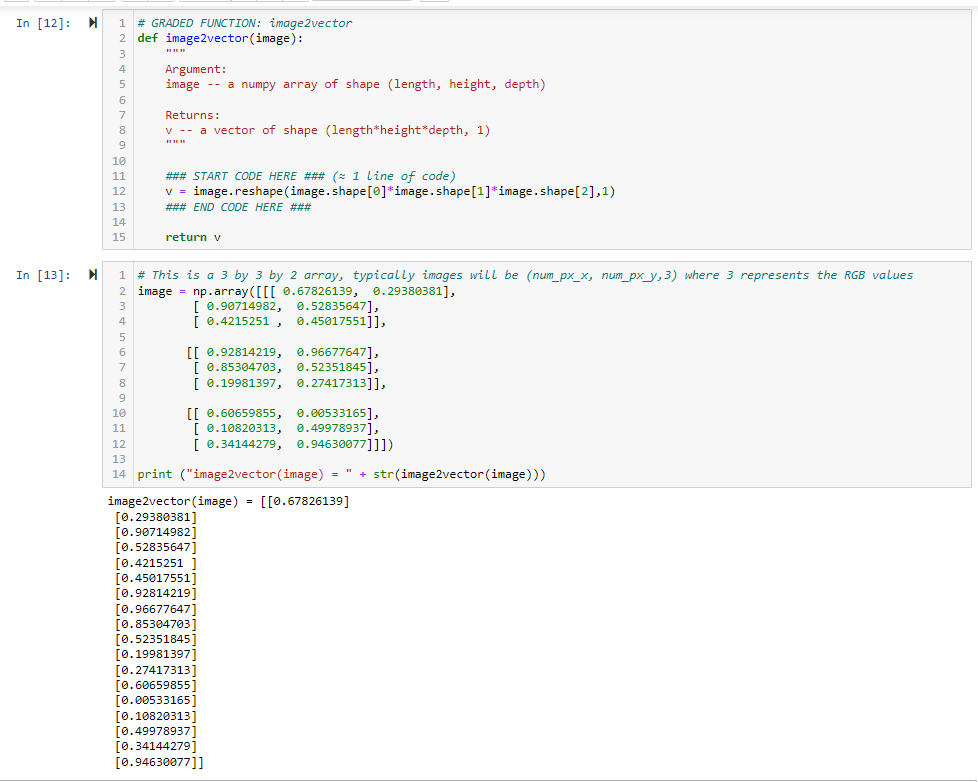 In [12]:
1 # GRADED FUNCTION: image2vector
2 def image2vector(image):
3     """
4     Argument:
5     image -- a numpy array of shape (length, height, depth)
6
7     Returns:
8     v -- a vector of shape (length*height*depth, 1)
9     """
10
11     ### START CODE HERE ### (≈ 1 line of code)
12     v = image.reshape(image.shape[0]*image.shape[1]*image.shape[2],1)
13     ### END CODE HERE ###
14
15     return v
In [13]:
1 # This is a 3 by 3 by 2 array, typically images will be (num_px_x, num_px_y,3) where 3 represents the RGB values
2 image = np.array([[[ 0.67826139,  0.29380381],
3         [ 0.90714982,  0.52835647],
4         [ 0.4215251 ,  0.45017551]],
5
6        [[ 0.92814219,  0.96677647],
7         [ 0.85304703,  0.52351845],
8         [ 0.19981397,  0.27417313]],
9
10        [[ 0.60659855,  0.00533165],
11         [ 0.10820313,  0.49978937],
12         [ 0.34144279,  0.94630077]]])
13
14 print ("image2vector(image) = " + str(image2vector(image)))
image2vector(image) = [[0.67826139]
 [0.29380381]
 [0.90714982]
 [0.52835647]
 [0.4215251 ]
 [0.45017551]
 [0.92814219]
 [0.96677647]
 [0.85304703]
 [0.52351845]
 [0.19981397]
 [0.27417313]
 [0.60659855]
 [0.00533165]
 [0.10820313]
 [0.49978937]
 [0.34144279]
 [0.94630077]]